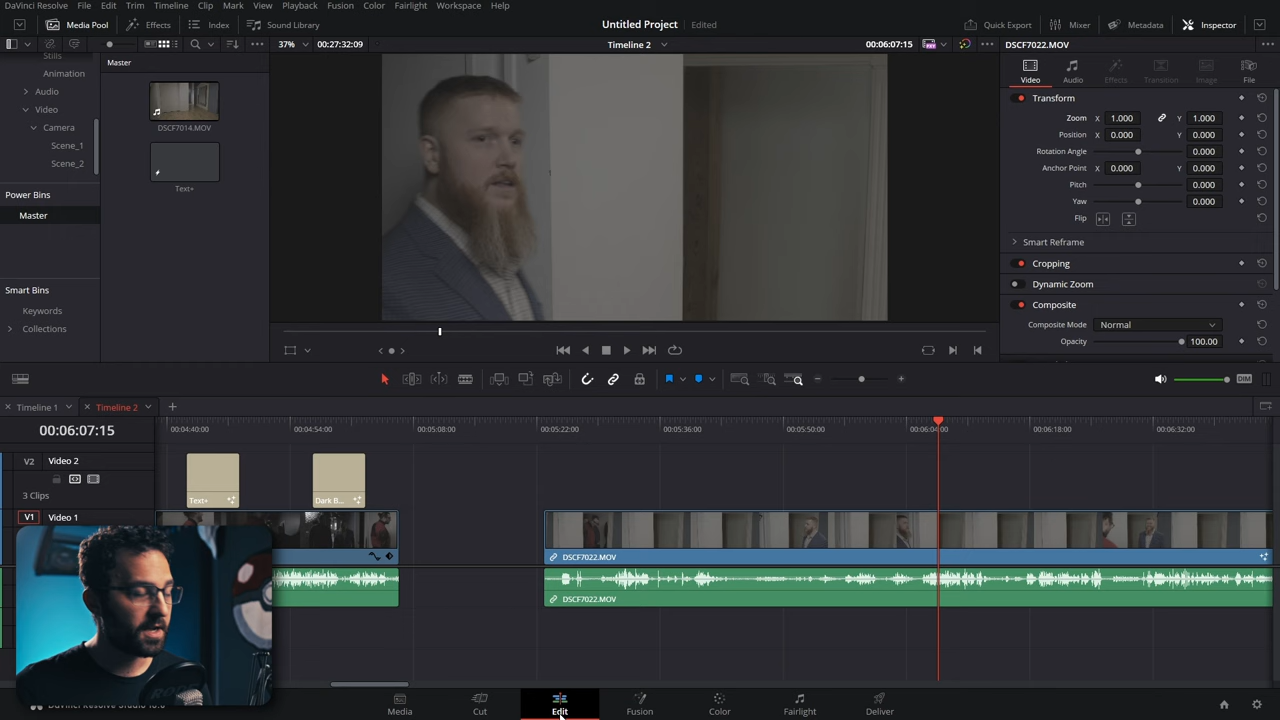 DaVinci Resolve File Edit Trim Timeline Clip Mark View Playback Fusion Color Fairlight Workspace Help
Media Pool Effects Index Sound Library Untitled Project Edited Quick Export Mixer Metadata Inspector
37% 00:27:32:09 Timeline 2 00:06:07:15 DSCF7022.MOV
Stills
Animation
Audio
Video
Camera
Scene_1
Scene_2
Power Bins
Master
Smart Bins
Keywords
Collections
Master
DSCF7014.MOV
Text+
Video Audio Effects Transition Image File
Transform
Zoom X 1.000 Y 1.000
Position X 0.000 Y 0.000
Rotation Angle 0.000
Anchor Point X 0.000 Y 0.000
Pitch 0.000
Yaw 0.000
Flip
Smart Reframe
Cropping
Dynamic Zoom
Composite
Composite Mode Normal
Opacity 100.00
DIM
Timeline 1 Timeline 2
00:06:07:15
00:04:40:00 00:04:54:00 00:05:08:00 00:05:22:00 00:05:36:00 00:05:50:00 00:06:04:00 00:06:18:00 00:06:32:00
V2 Video 2
3 Clips
Text+ Dark B...
V1 Video 1
DSCF7022.MOV
DSCF7022.MOV
Media Cut Edit Fusion Color Fairlight Deliver